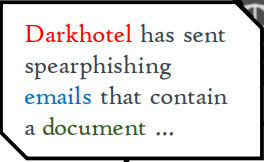 Darkhotel has sent
spearphishing
emails that contain
a document ...